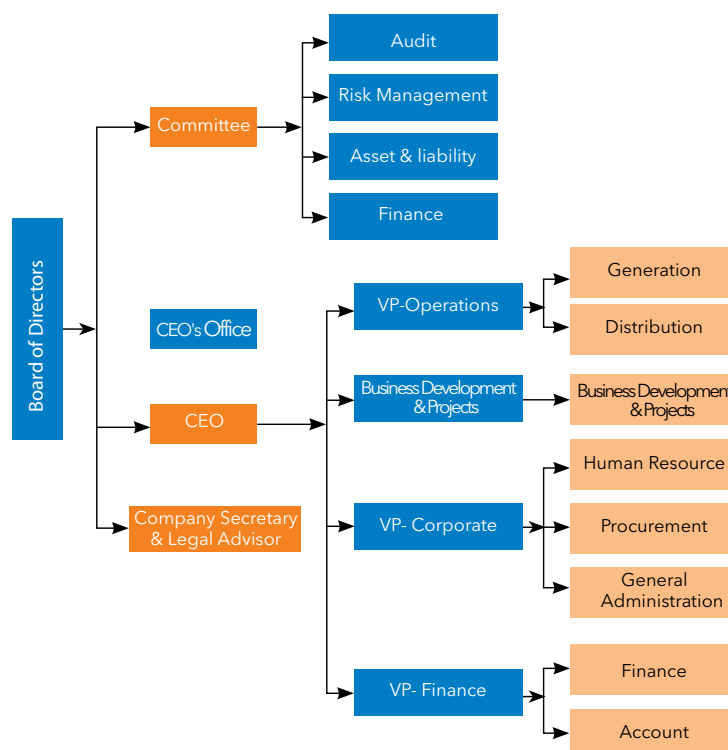 Board of Directors
Committee
Audit
Risk Management
Asset & liability
Finance
CEO's Office
CEO
Company Secretary
& Legal Advisor
VP-Operations
Generation
Distribution
Business Development
& Projects
Business Development
& Projects
VP- Corporate
Human Resource
Procurement
General
Administration
VP- Finance
Finance
Account